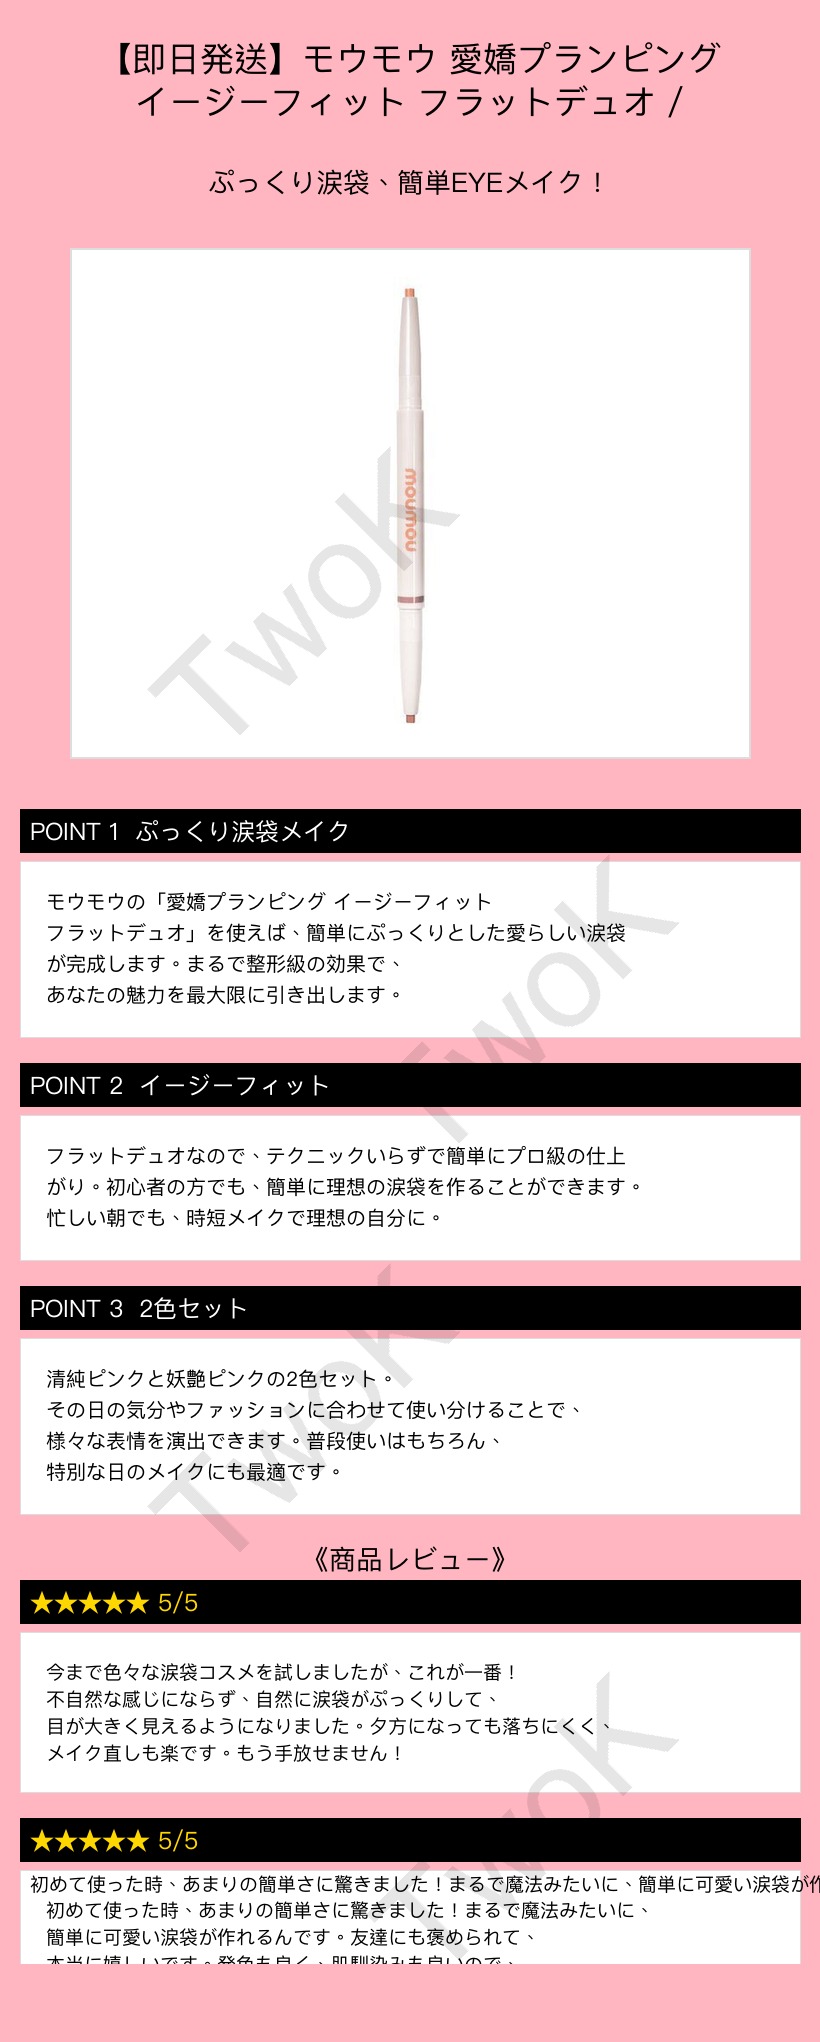 【即日発送】モウモウ 愛嬌プランピング
イージーフィット フラットデュオ /
ぷっくり涙袋、簡単EYEメイク！
moumou
TwoK
POINT 1 ぷっくり涙袋メイク
モウモウの「愛嬌プランピング イージーフィット
フラットデュオ」を使えば、簡単にぷっくりとした愛らしい涙袋
が完成します。まるで整形級の効果で、
あなたの魅力を最大限に引き出します。
TwoK
POINT 2 イージーフィット
フラットデュオなので、テクニックいらずで簡単にプロ級の仕上
がり。初心者の方でも、簡単に理想の涙袋を作ることができます。
忙しい朝でも、時短メイクで理想の自分に。
POINT 3 2色セット
清純ピンクと妖艶ピンクの2色セット。
その日の気分やファッションに合わせて使い分けることで、
様々な表情を演出できます。普段使いはもちろん、
特別な日のメイクにも最適です。
TwoK
《商品レビュー》
★★★★★ 5/5
今まで色々な涙袋コスメを試しましたが、これが一番！
不自然な感じにならず、自然に涙袋がぷっくりして、
目が大きく見えるようになりました。夕方になっても落ちにくく、
メイク直しも楽です。もう手放せません！
TwoK
★★★★★ 5/5
初めて使った時、あまりの簡単さに驚きました！まるで魔法みたいに、簡単に可愛い涙袋が作
初めて使った時、あまりの簡単さに驚きました！まるで魔法みたいに、
簡単に可愛い涙袋が作れるんです。友達にも褒められて、
本当に嬉しいです。発色も良く、肌馴染みも良いので、